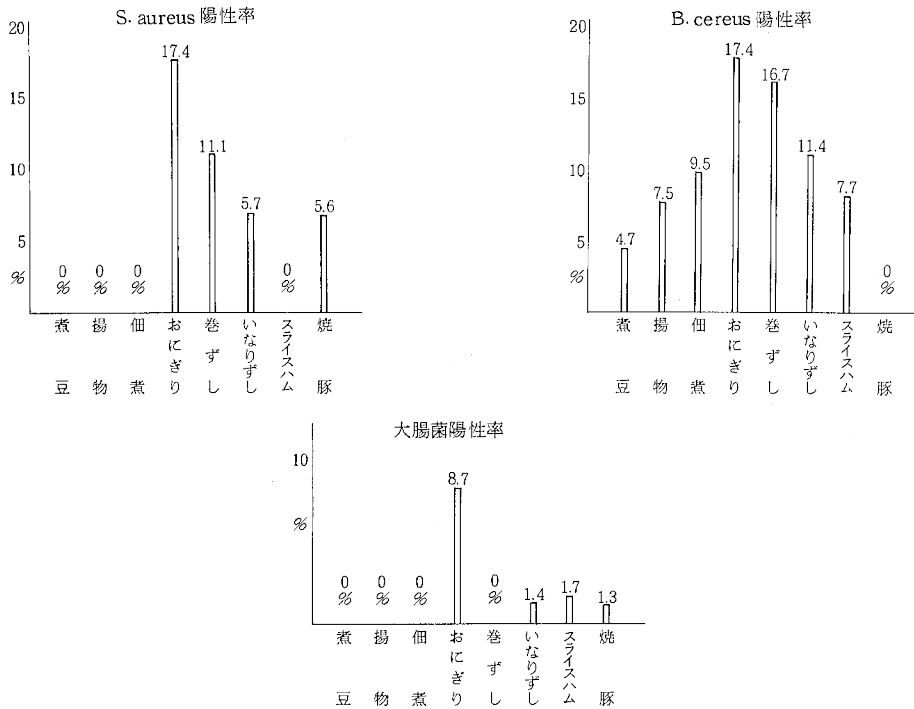 S. aureus 陽性率
20
15
10
5
%
0
%
0
%
0
%
17.4
11.1
5.7
0
%
5.6
煮豆
揚物
佃煮
おにぎり
巻ずし
いなりずし
スライスハム
焼豚
B. cereus 陽性率
20
15
10
5
%
4.7
7.5
9.5
17.4
16.7
11.4
7.7
0
%
煮豆
揚物
佃煮
おにぎり
巻ずし
いなりずし
スライスハム
焼豚
大腸菌陽性率
10
%
0
%
0
%
0
%
8.7
0
%
1.4
1.7
1.3
煮豆
揚物
佃煮
おにぎり
巻ずし
いなりずし
スライスハム
焼豚